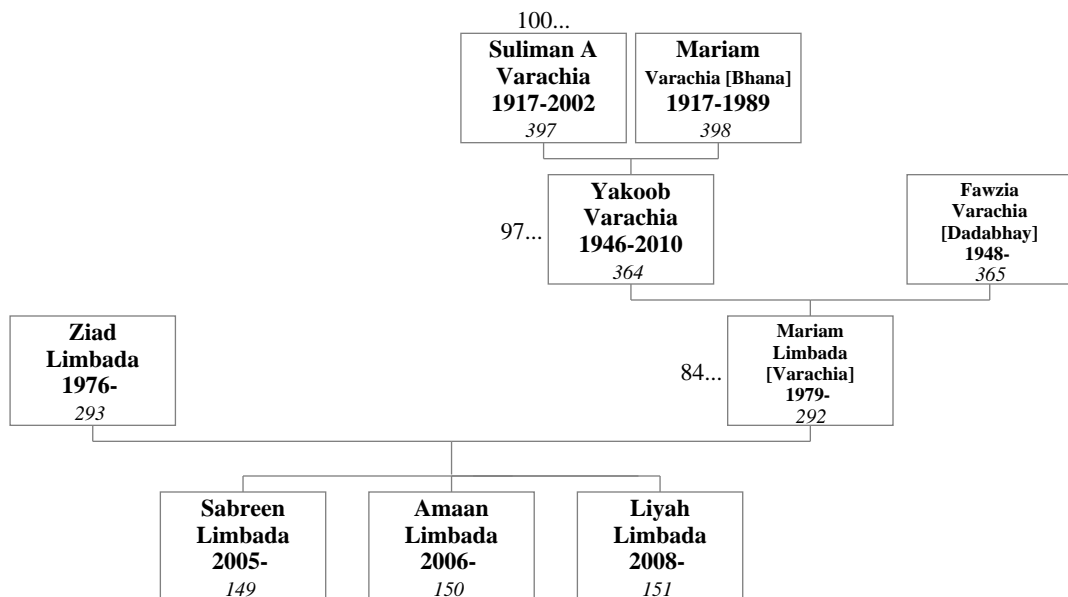 100...
Suliman A
Varachia
1917-2002
397
Mariam
Varachia [Bhana]
1917-1989
398
97...
Yakoob
Varachia
1946-2010
364
Fawzia
Varachia
[Dadabhay]
1948-
365
Ziad
Limbada
1976-
293
84...
Mariam
Limbada
[Varachia]
1979-
292
Sabreen
Limbada
2005-
149
Amaan
Limbada
2006-
150
Liyah
Limbada
2008-
151